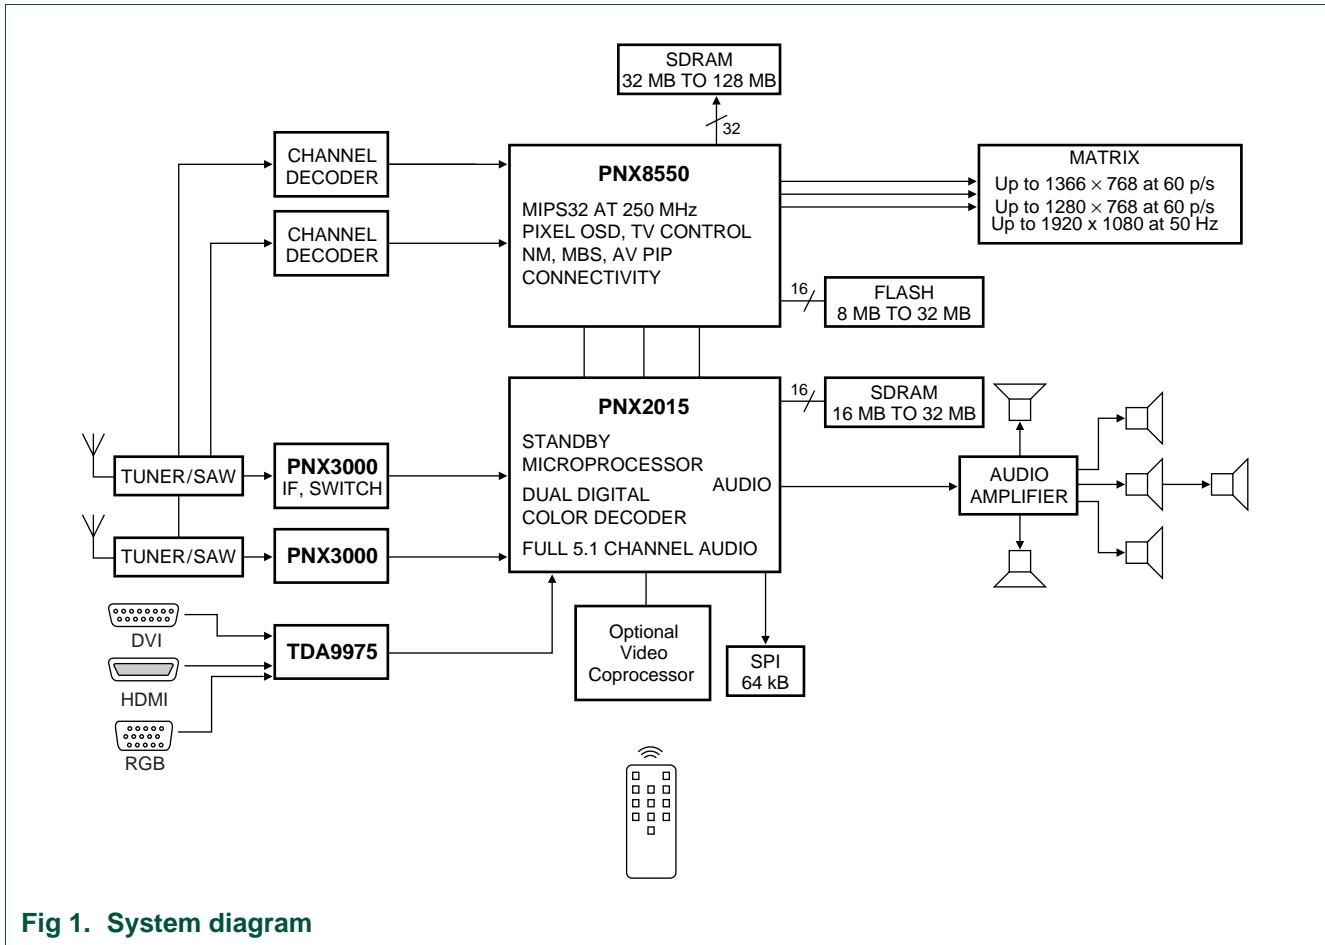 SDRAM
32 MB TO 128 MB
32
CHANNEL
DECODER
CHANNEL
DECODER
PNX8550
MIPS32 AT 250 MHz
PIXEL OSD, TV CONTROL
NM, MBS, AV PIP
CONNECTIVITY
MATRIX
Up to 1366 × 768 at 60 p/s
Up to 1280 × 768 at 60 p/s
Up to 1920 x 1080 at 50 Hz
16
FLASH
8 MB TO 32 MB
PNX2015
STANDBY
MICROPROCESSOR
DUAL DIGITAL
COLOR DECODER
AUDIO
FULL 5.1 CHANNEL AUDIO
16
SDRAM
16 MB TO 32 MB
TUNER/SAW
PNX3000
IF, SWITCH
TUNER/SAW
PNX3000
AUDIO
AMPLIFIER
DVI
HDMI
RGB
TDA9975
Optional
Video
Coprocessor
SPI
64 kB
Fig 1. System diagram